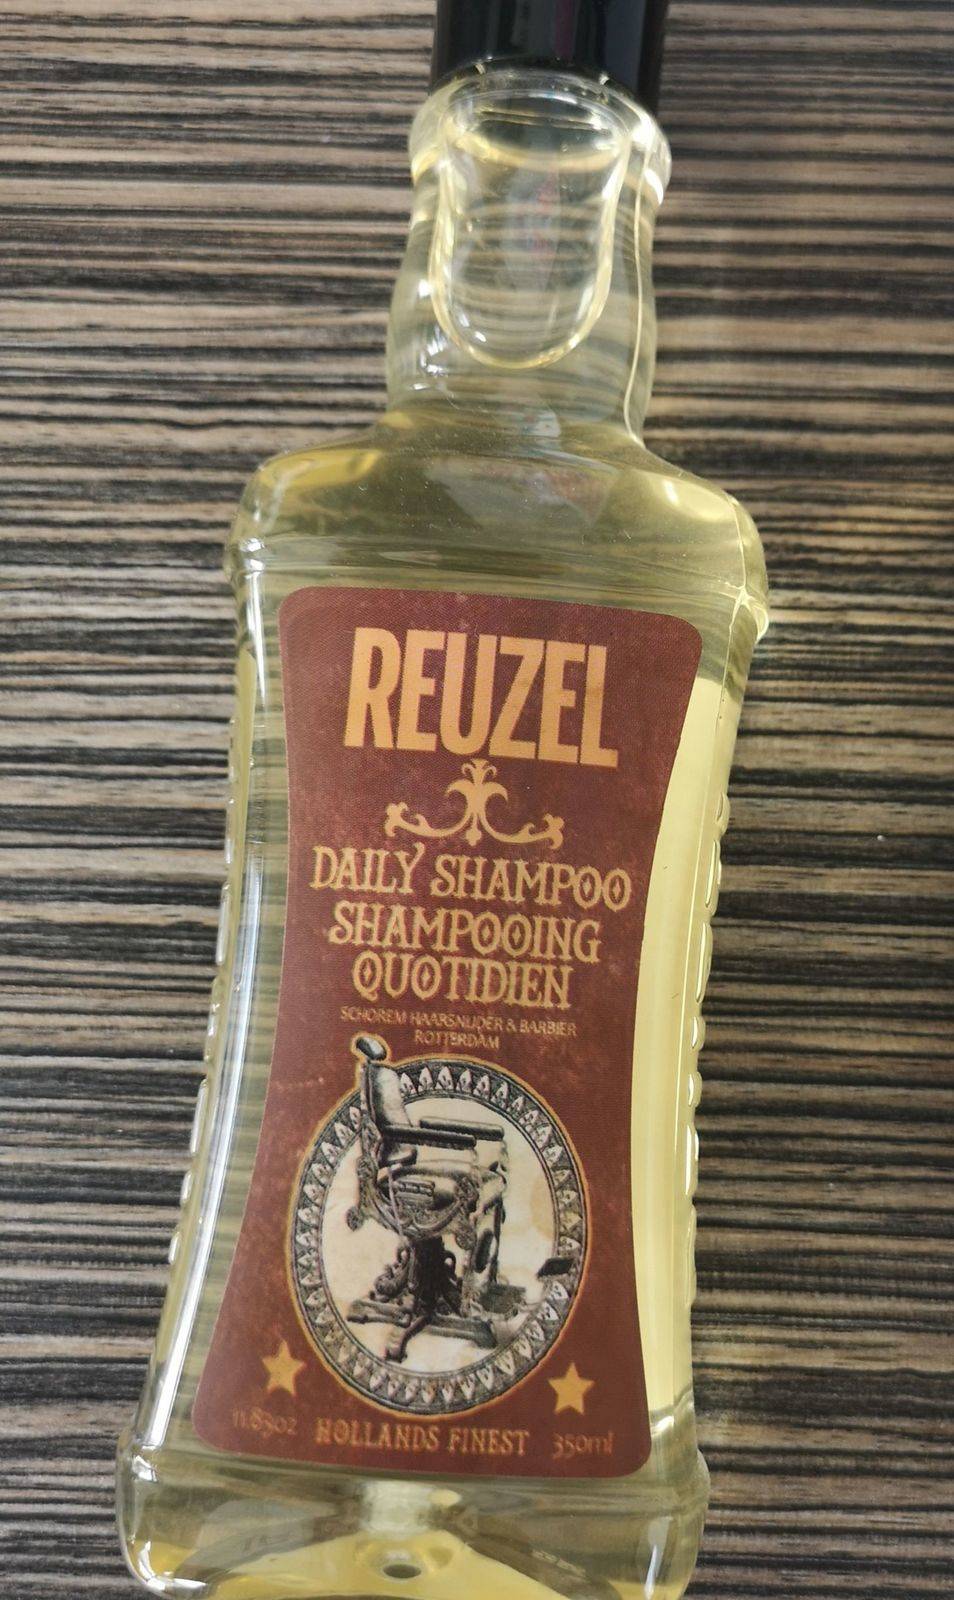 REUZEL
DAILY SHAMPOO
SHAMPOOING
QUOTIDIEN
SCHOREM HAARSNIJDER & BARBIER
ROTTERDAM
11.83oz HOLLANDS FINEST 350ml